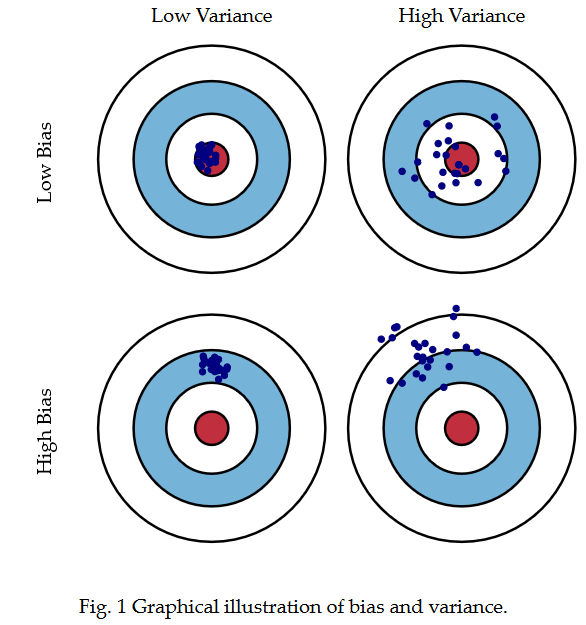 Low Variance
High Variance
Low Bias
High Bias
Fig. 1 Graphical illustration of bias and variance.